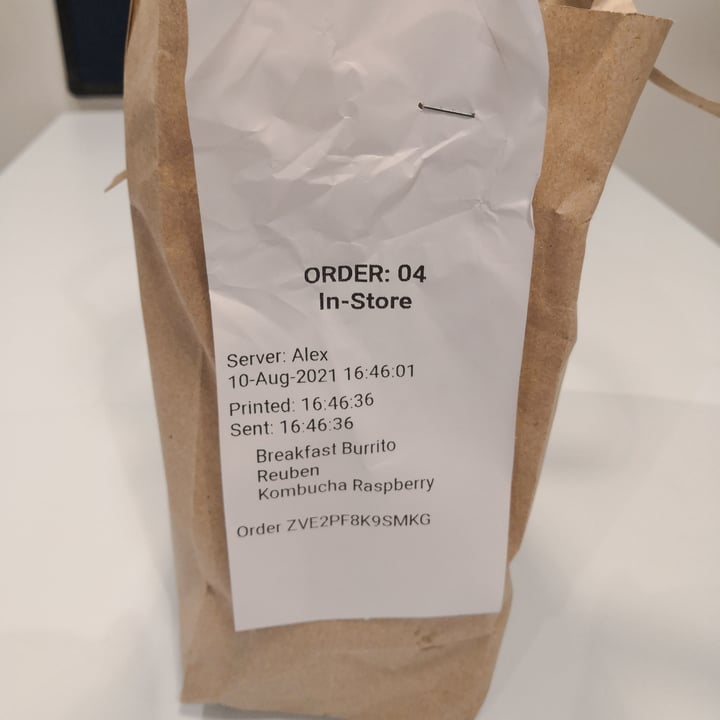 ORDER: 04
In-Store
Server: Alex
10-Aug-2021 16:46:01
Printed: 16:46:36
Sent: 16:46:36
Breakfast Burrito
Reuben
Kombucha Raspberry
Order ZVE2PF8K9SMKG